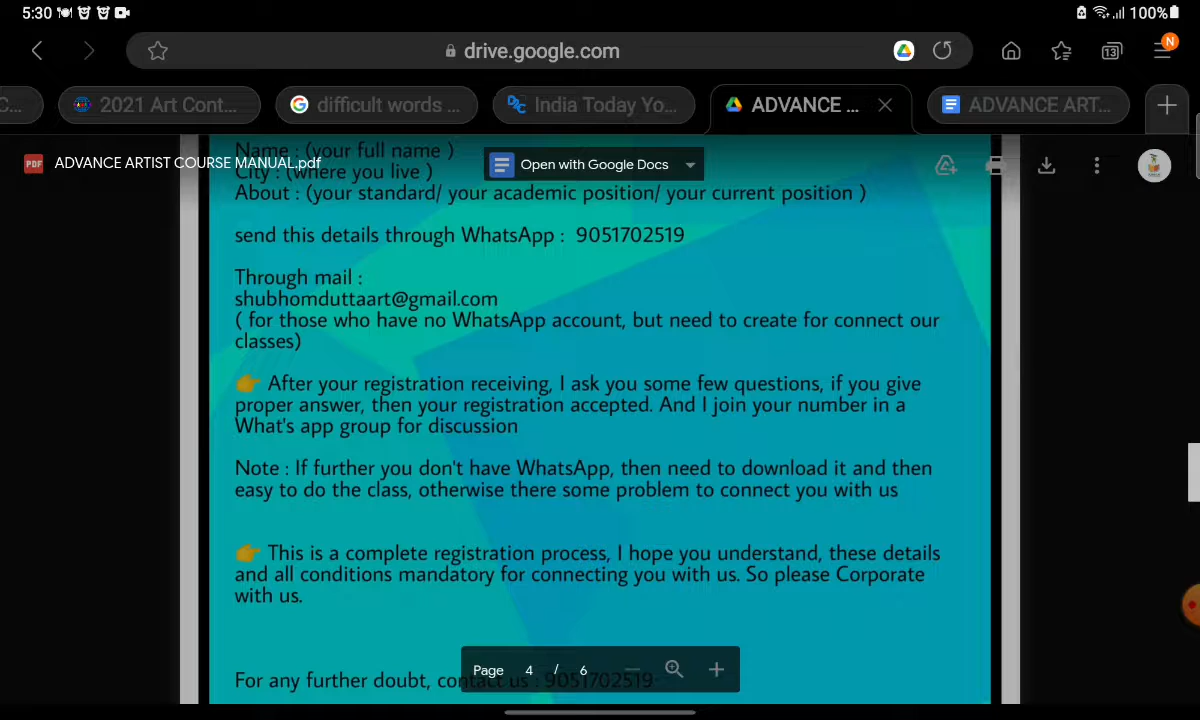 5:30 100%
drive.google.com N
13
C... 2021 Art Cont... difficult words ... India Today Yo... ADVANCE ... ADVANCE ART...
Name : (your full name )
PDF ADVANCE ARTIST COURSE MANUAL.pdf Open with Google Docs
City : (where you live )
About : (your standard/ your academic position/ your current position )
send this details through WhatsApp : 9051702519
Through mail :
shubhomduttaart@gmail.com
( for those who have no WhatsApp account, but need to create for connect our
classes)
👉 After your registration receiving, I ask you some few questions, if you give
proper answer, then your registration accepted. And I join your number in a
What's app group for discussion
Note : If further you don't have WhatsApp, then need to download it and then
easy to do the class, otherwise there some problem to connect you with us
👉 This is a complete registration process, I hope you understand, these details
and all conditions mandatory for connecting you with us. So please Corporate
with us.
Page 4 / 6
For any further doubt, contact us : 9051702519